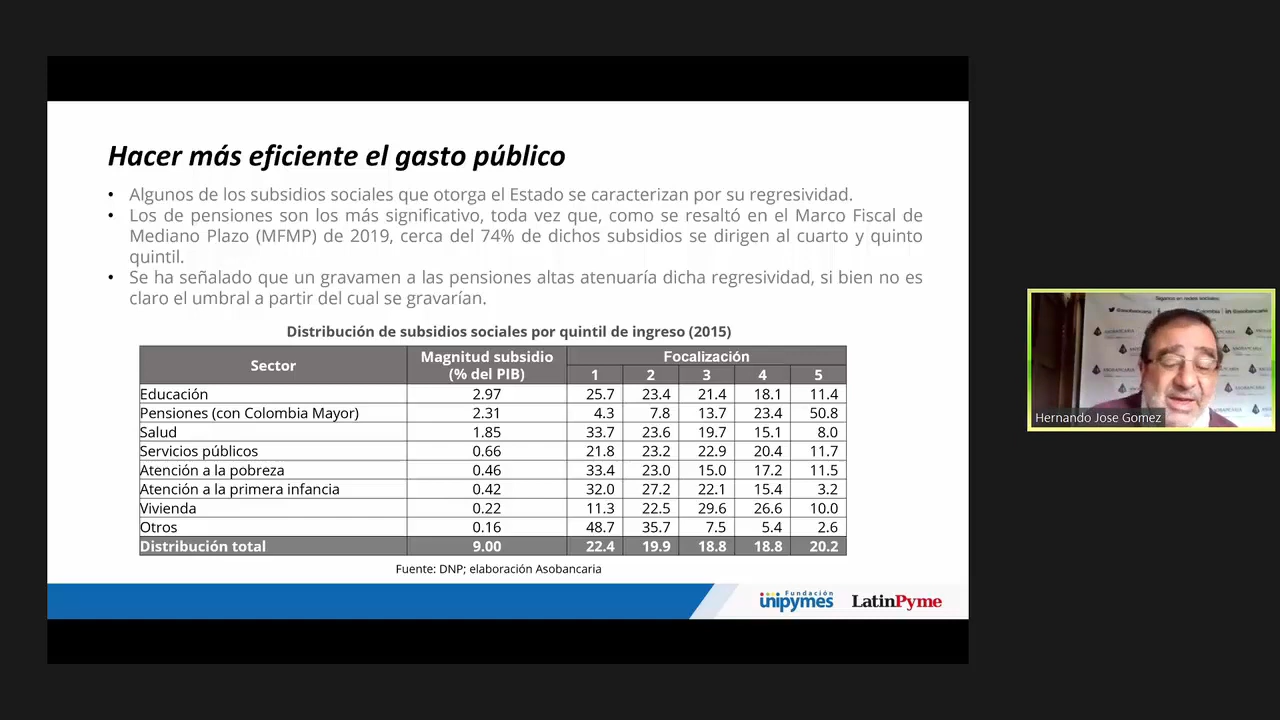 Hacer más eficiente el gasto público
• Algunos de los subsidios sociales que otorga el Estado se caracterizan por su regresividad.
• Los de pensiones son los más significativo, toda vez que, como se resaltó en el Marco Fiscal de
Mediano Plazo (MFMP) de 2019, cerca del 74% de dichos subsidios se dirigen al cuarto y quinto
quintil.
• Se ha señalado que un gravamen a las pensiones altas atenuaría dicha regresividad, si bien no es
claro el umbral a partir del cual se gravarían.
Distribución de subsidios sociales por quintil de ingreso (2015)
Sector Magnitud subsidio (% del PIB) Focalización
1 2 3 4 5
Educación 2.97 25.7 23.4 21.4 18.1 11.4
Pensiones (con Colombia Mayor) 2.31 4.3 7.8 13.7 23.4 50.8
Salud 1.85 33.7 23.6 19.7 15.1 8.0
Servicios públicos 0.66 21.8 23.2 22.9 20.4 11.7
Atención a la pobreza 0.46 33.4 23.0 15.0 17.2 11.5
Atención a la primera infancia 0.42 32.0 27.2 22.1 15.4 3.2
Vivienda 0.22 11.3 22.5 29.6 26.6 10.0
Otros 0.16 48.7 35.7 7.5 5.4 2.6
Distribución total 9.00 22.4 19.9 18.8 18.8 20.2
Fuente: DNP; elaboración Asobancaria
Fundación
unipymes
LatinPyme
ASOBANCARIA
Hernando Jose Gomez